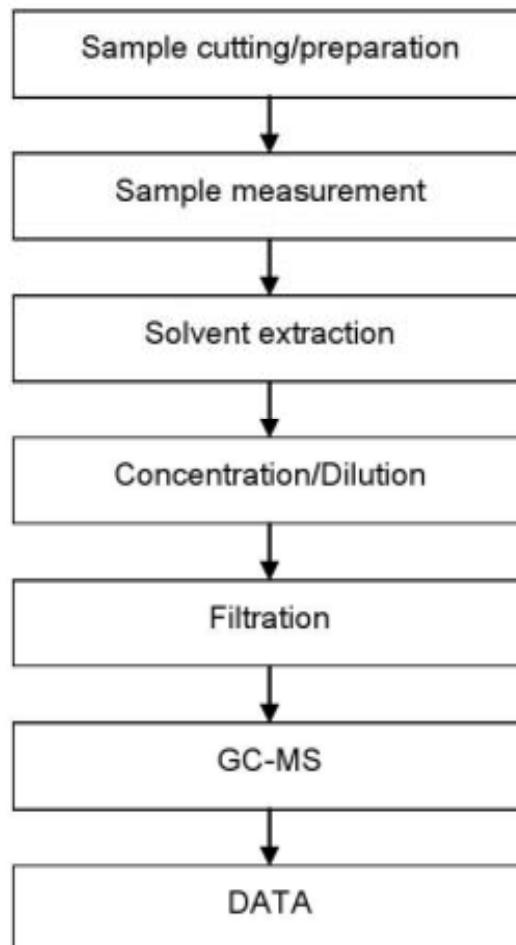 Sample cutting/preparation
Sample measurement
Solvent extraction
Concentration/Dilution
Filtration
GC-MS
DATA